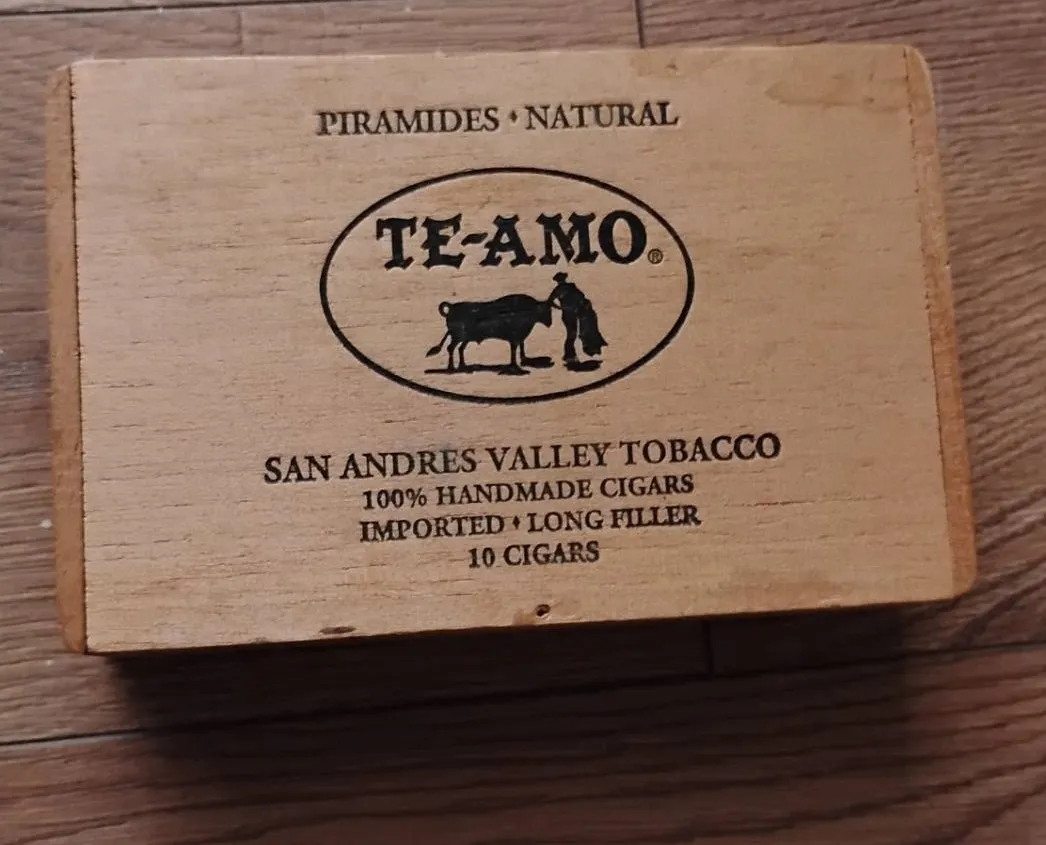 PIRAMIDES ♦ NATURAL
TE-AMO®
SAN ANDRES VALLEY TOBACCO
100% HANDMADE CIGARS
IMPORTED ♦ LONG FILLER
10 CIGARS